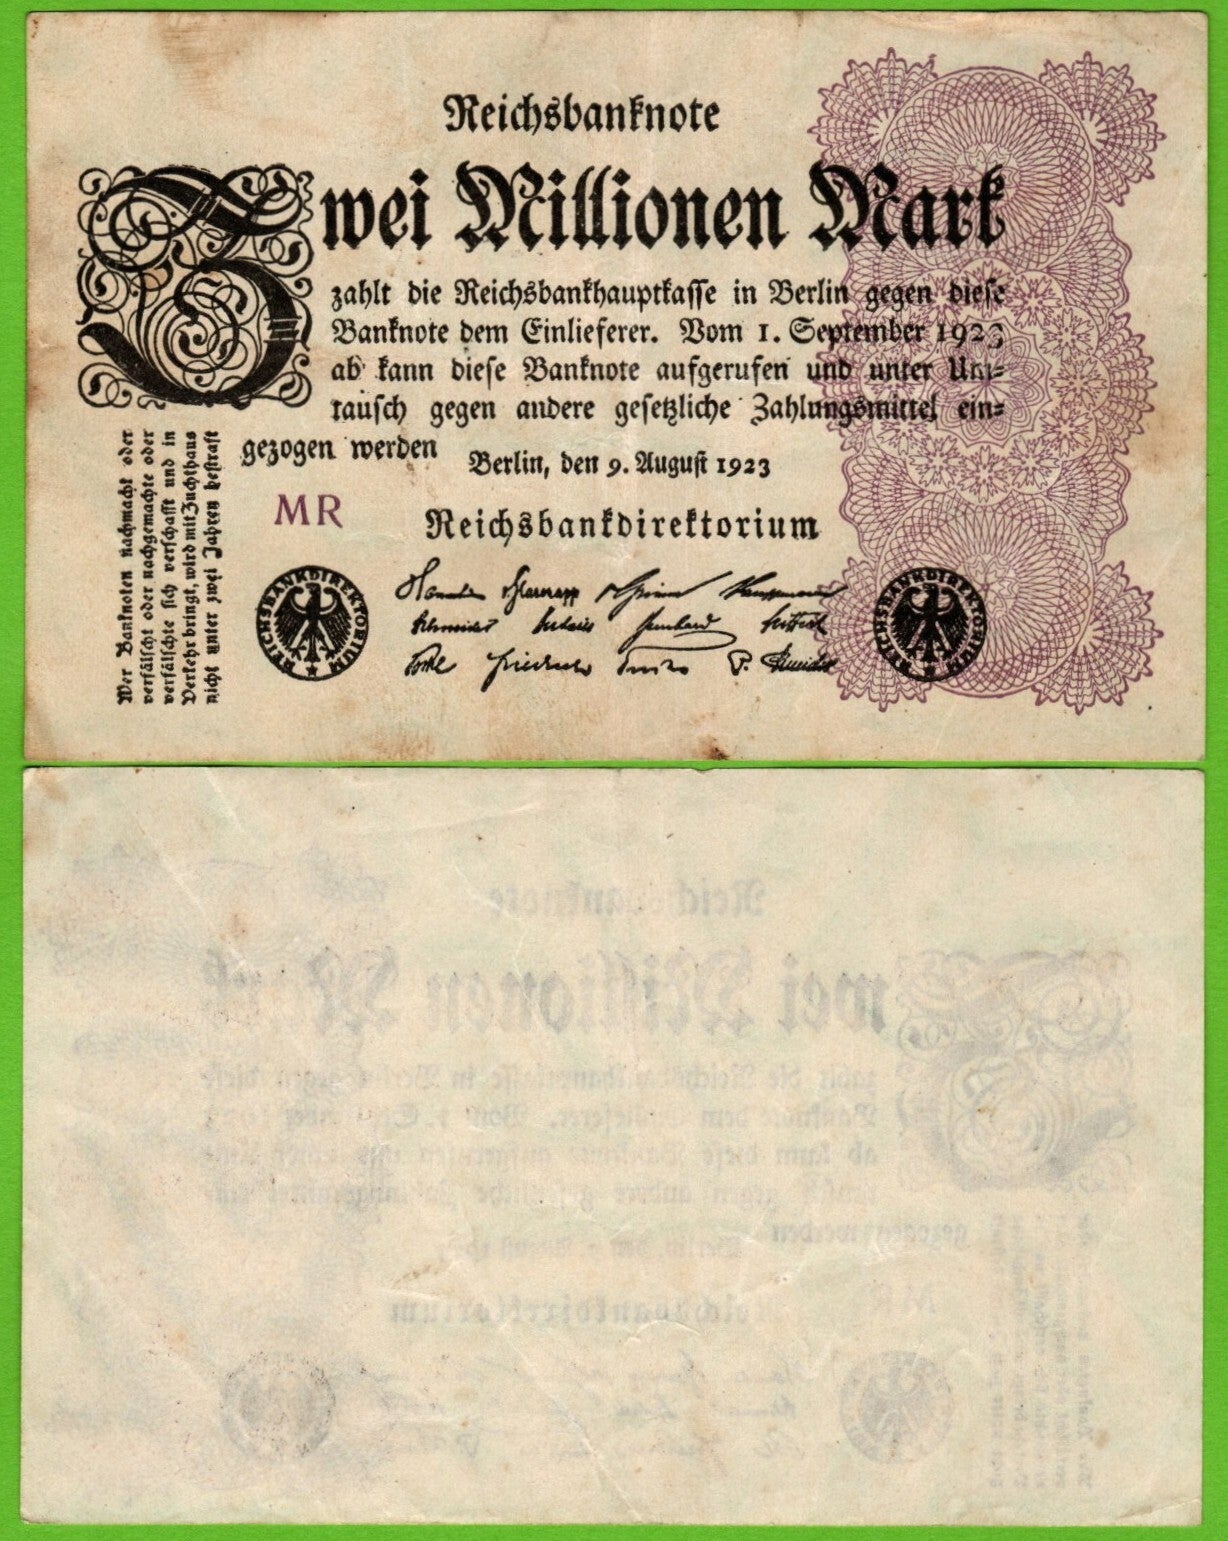 Reichsbanknote
Zwei Millionen Mark
zahlt die Reichsbankhauptkasse in Berlin gegen diese
Banknote dem Einlieferer. Vom 1. September 1923
ab kann diese Banknote aufgerufen und unter Um-
tausch gegen andere gesetzliche Zahlungsmittel ein-
gezogen werden
Berlin, den 9. August 1923
MR
Reichsbankdirektorium
REICHSBANKDIREKTORIUM
REICHSBANKDIREKTORIUM
Wer Banknoten nachmacht oder
verfälscht oder nachgemachte oder
verfälschte sich verschafft und in
Verkehr bringt, wird mit Zuchthaus
nicht unter zwei Jahren bestraft